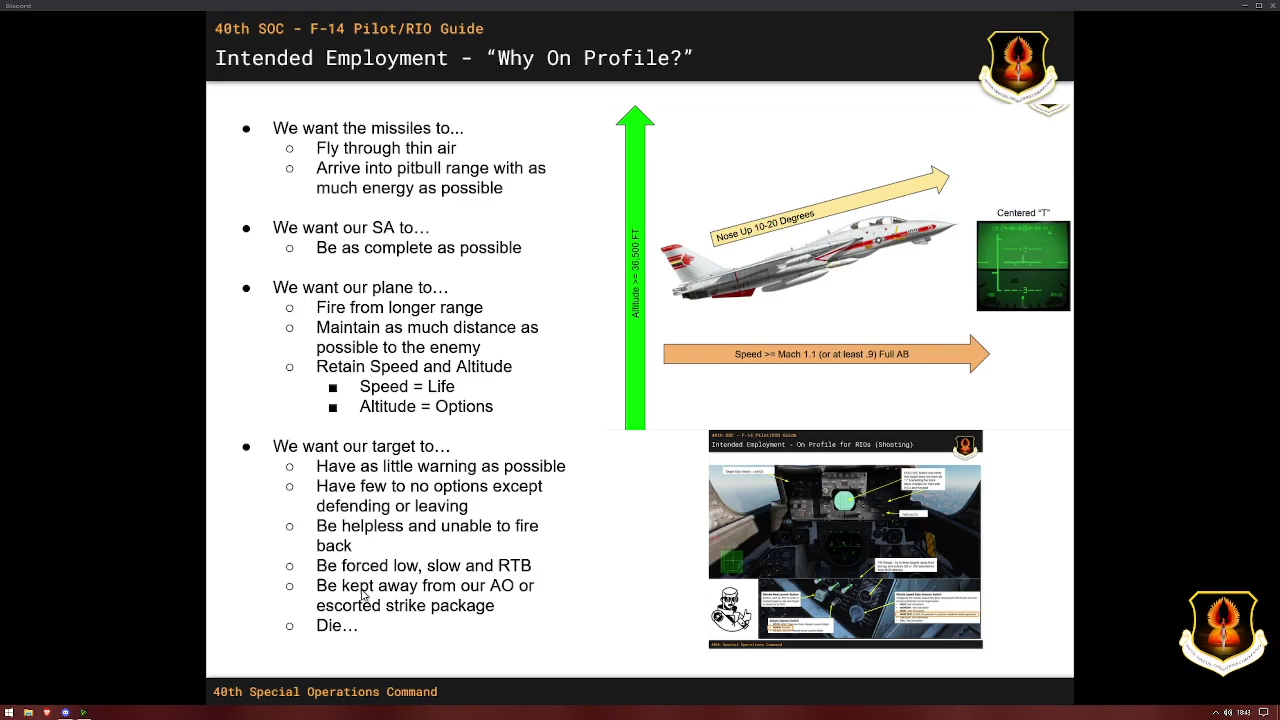 Discord
40th SOC - F-14 Pilot/RIO Guide
Intended Employment - “Why On Profile?”
We want the missiles to...
Fly through thin air
Arrive into pitbull range with as
much energy as possible
We want our SA to…
Be as complete as possible
We want our plane to…
Fire from longer range
Maintain as much distance as
possible to the enemy
Retain Speed and Altitude
Speed = Life
Altitude = Options
We want our target to…
Have as little warning as possible
Have few to no options except
defending or leaving
Be helpless and unable to fire
back
Be forced low, slow and RTB
Be kept away from our AO or
escorted strike package
Die…
Altitude >= 36,500 FT
Nose Up 10-20 Degrees
Centered “T”
Speed >= Mach 1.1 (or at least .9) Full AB
40th SOC - F-14 Pilot/RIO Guide
Intended Employment - On Profile for RIOs (Shooting)
40th Special Operations Command
40th Special Operations Command
18:43